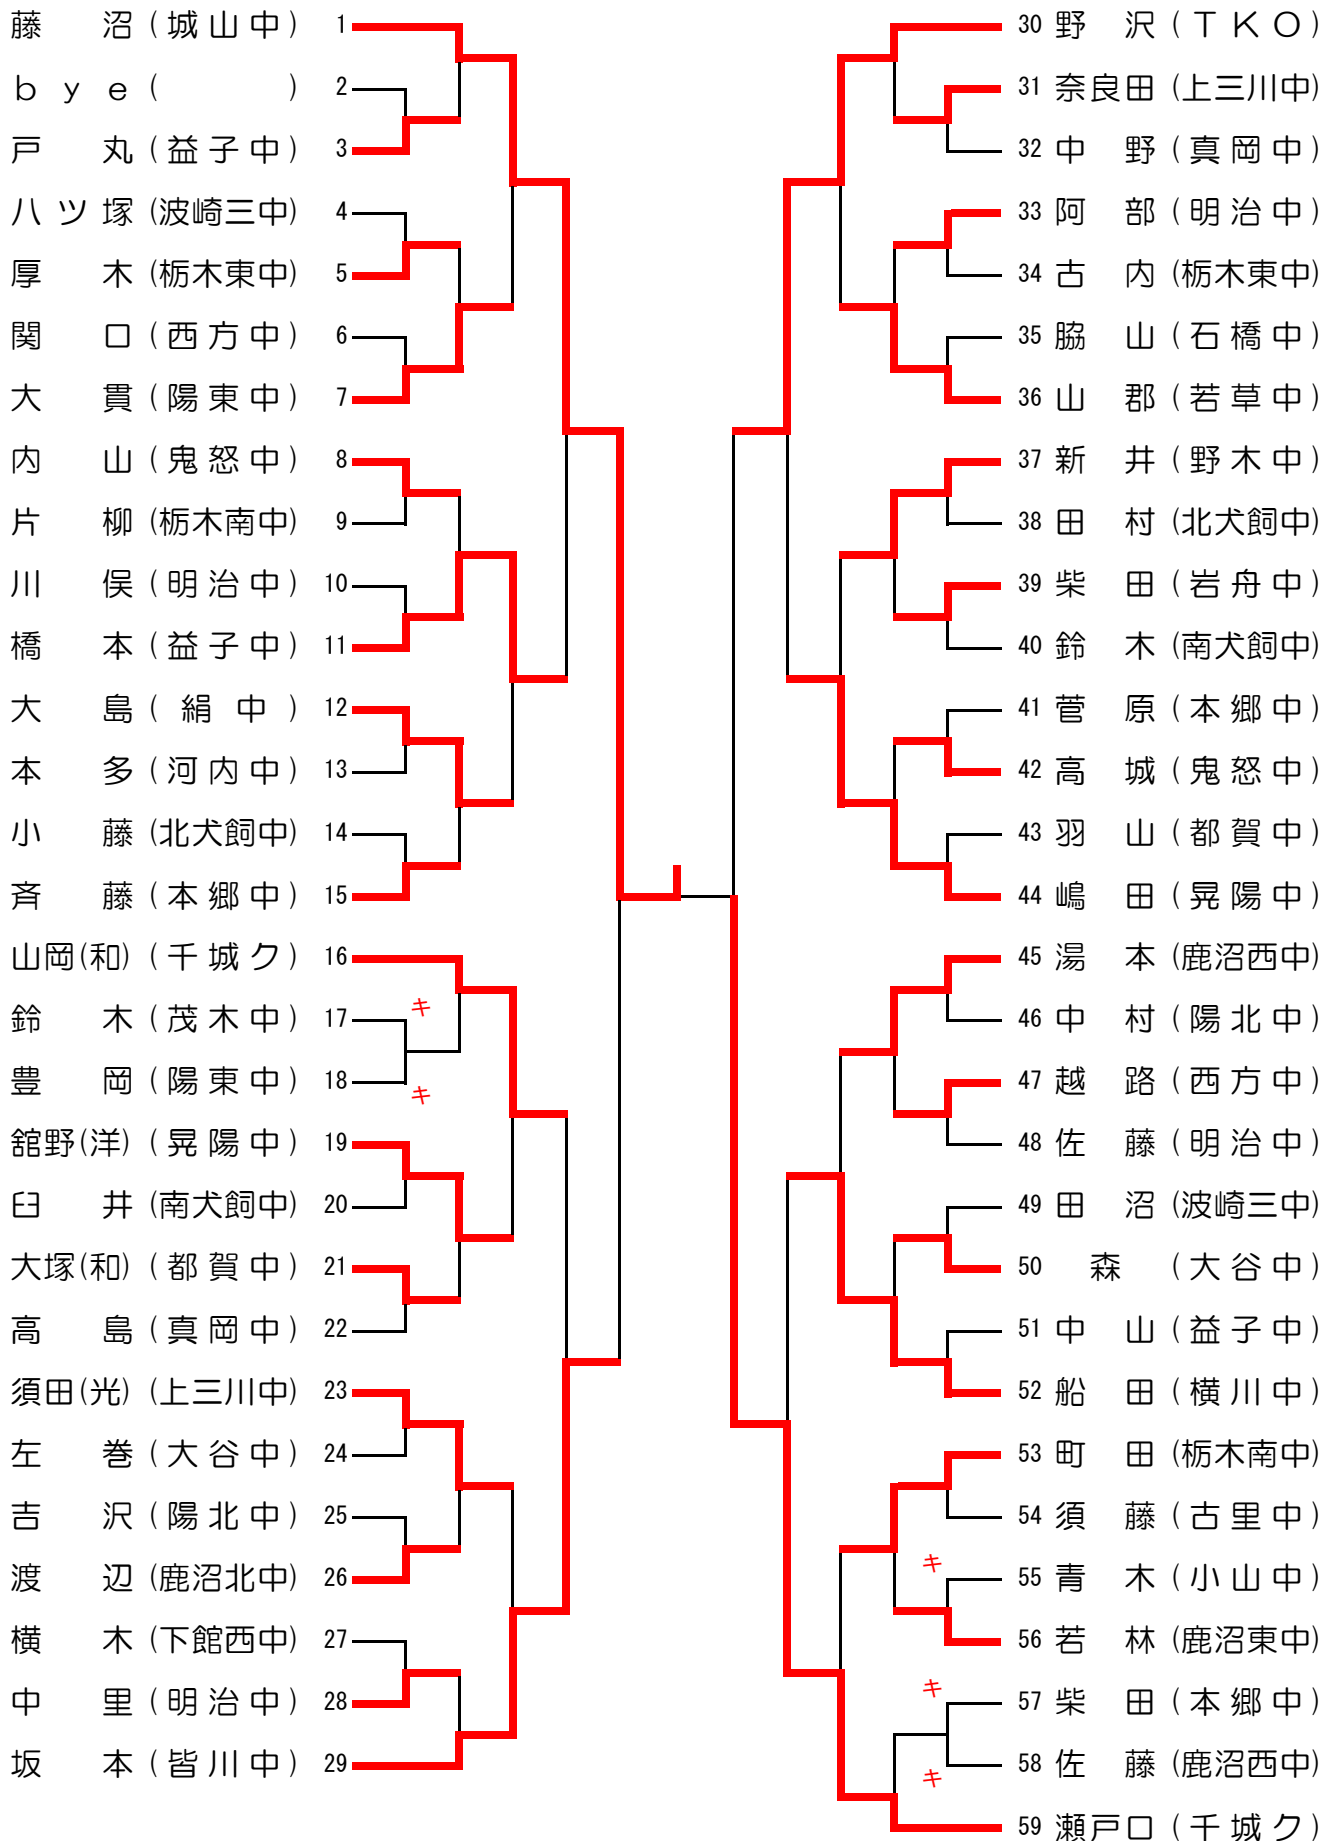 藤沼(城山中) 1
bye( ) 2
戸丸(益子中) 3
八ツ塚(波崎三中) 4
厚木(栃木東中) 5
関口(西方中) 6
大貫(陽東中) 7
内山(鬼怒中) 8
片柳(栃木南中) 9
川俣(明治中) 10
橋本(益子中) 11
大島(絹中) 12
本多(河内中) 13
小藤(北犬飼中) 14
斉藤(本郷中) 15
山岡(和)(千城ク) 16
キ
鈴木(茂木中) 17
豊岡(陽東中) 18
キ
舘野(洋)(晃陽中) 19
臼井(南犬飼中) 20
大塚(和)(都賀中) 21
高島(真岡中) 22
須田(光)(上三川中) 23
左巻(大谷中) 24
吉沢(陽北中) 25
渡辺(鹿沼北中) 26
横木(下館西中) 27
中里(明治中) 28
坂本(皆川中) 29
30 野沢(TKO)
31 奈良田(上三川中)
32 中野(真岡中)
33 阿部(明治中)
34 古内(栃木東中)
35 脇山(石橋中)
36 山郡(若草中)
37 新井(野木中)
38 田村(北犬飼中)
39 柴田(岩舟中)
40 鈴木(南犬飼中)
41 菅原(本郷中)
42 高城(鬼怒中)
43 羽山(都賀中)
44 嶋田(晃陽中)
45 湯本(鹿沼西中)
46 中村(陽北中)
47 越路(西方中)
48 佐藤(明治中)
49 田沼(波崎三中)
50 森(大谷中)
51 中山(益子中)
52 船田(横川中)
53 町田(栃木南中)
54 須藤(古里中)
キ
55 青木(小山中)
56 若林(鹿沼東中)
キ
57 柴田(本郷中)
58 佐藤(鹿沼西中)
キ
59 瀬戸口(千城ク)